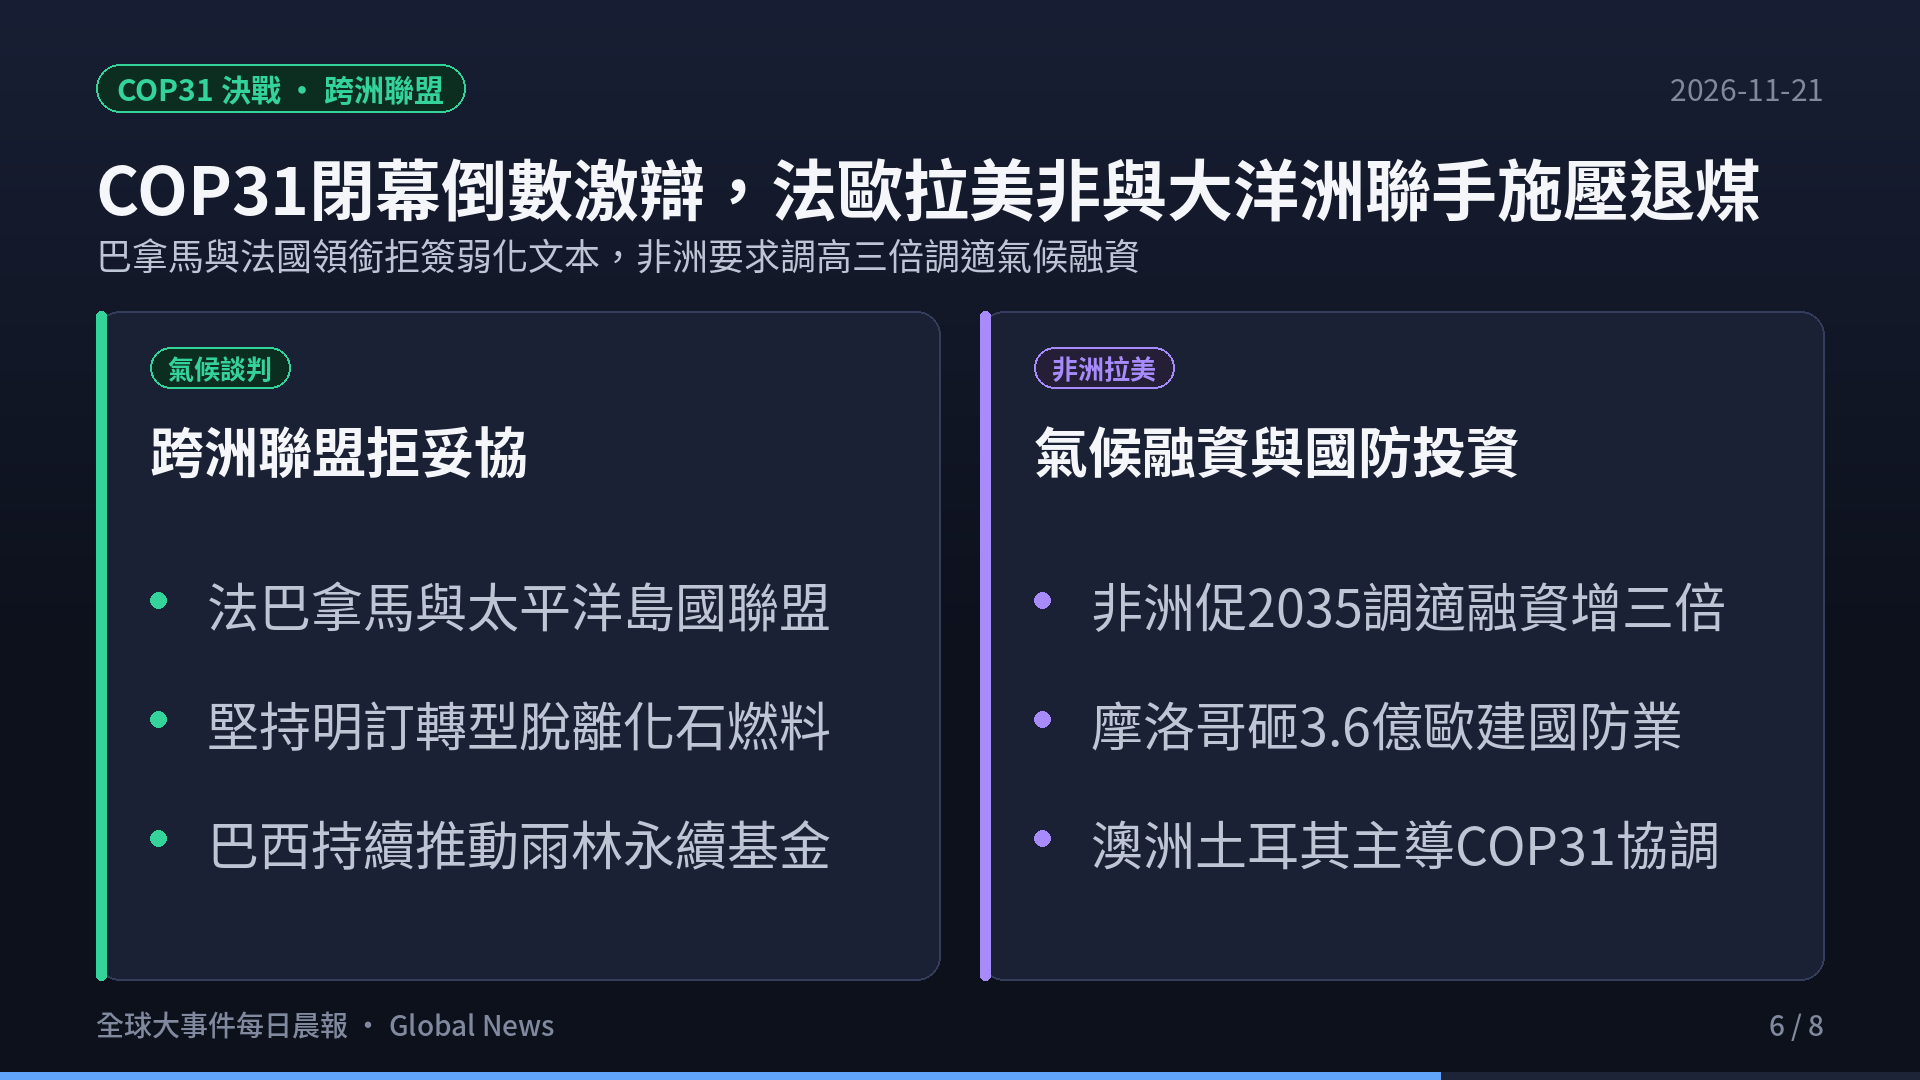 COP31 決戰 • 跨洲聯盟
2026-11-21
COP31閉幕倒數激辯，法歐拉美非與大洋洲聯手施壓退煤
巴拿馬與法國領銜拒簽弱化文本，非洲要求調高三倍調適氣候融資
氣候談判
跨洲聯盟拒妥協
• 法巴拿馬與太平洋島國聯盟
• 堅持明訂轉型脫離化石燃料
• 巴西持續推動雨林永續基金
非洲拉美
氣候融資與國防投資
• 非洲促2035調適融資增三倍
• 摩洛哥砸3.6億歐建國防業
• 澳洲土耳其主導COP31協調
全球大事件每日晨報 • Global News
6 / 8